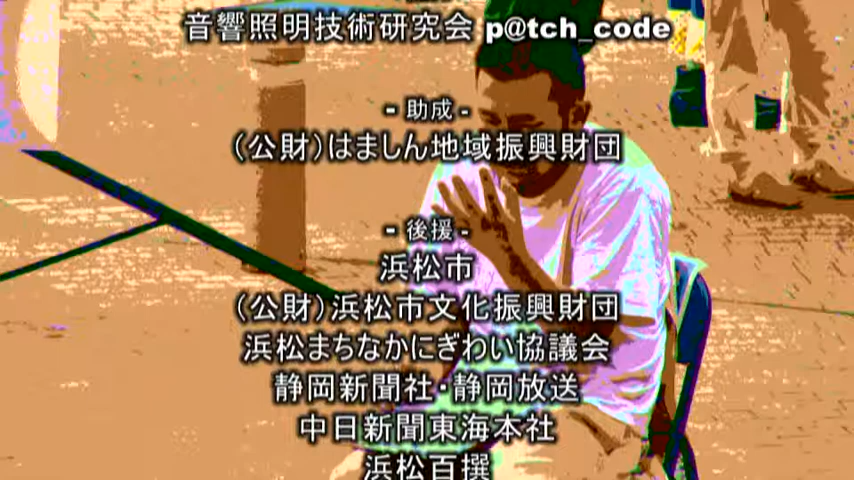 音響照明技術研究会 p@tch_code
- 助成 -
（公財）はましん地域振興財団
- 後援 -
浜松市
（公財）浜松市文化振興財団
浜松まちなかにぎわい協議会
静岡新聞社・静岡放送
中日新聞東海本社
浜松百撰